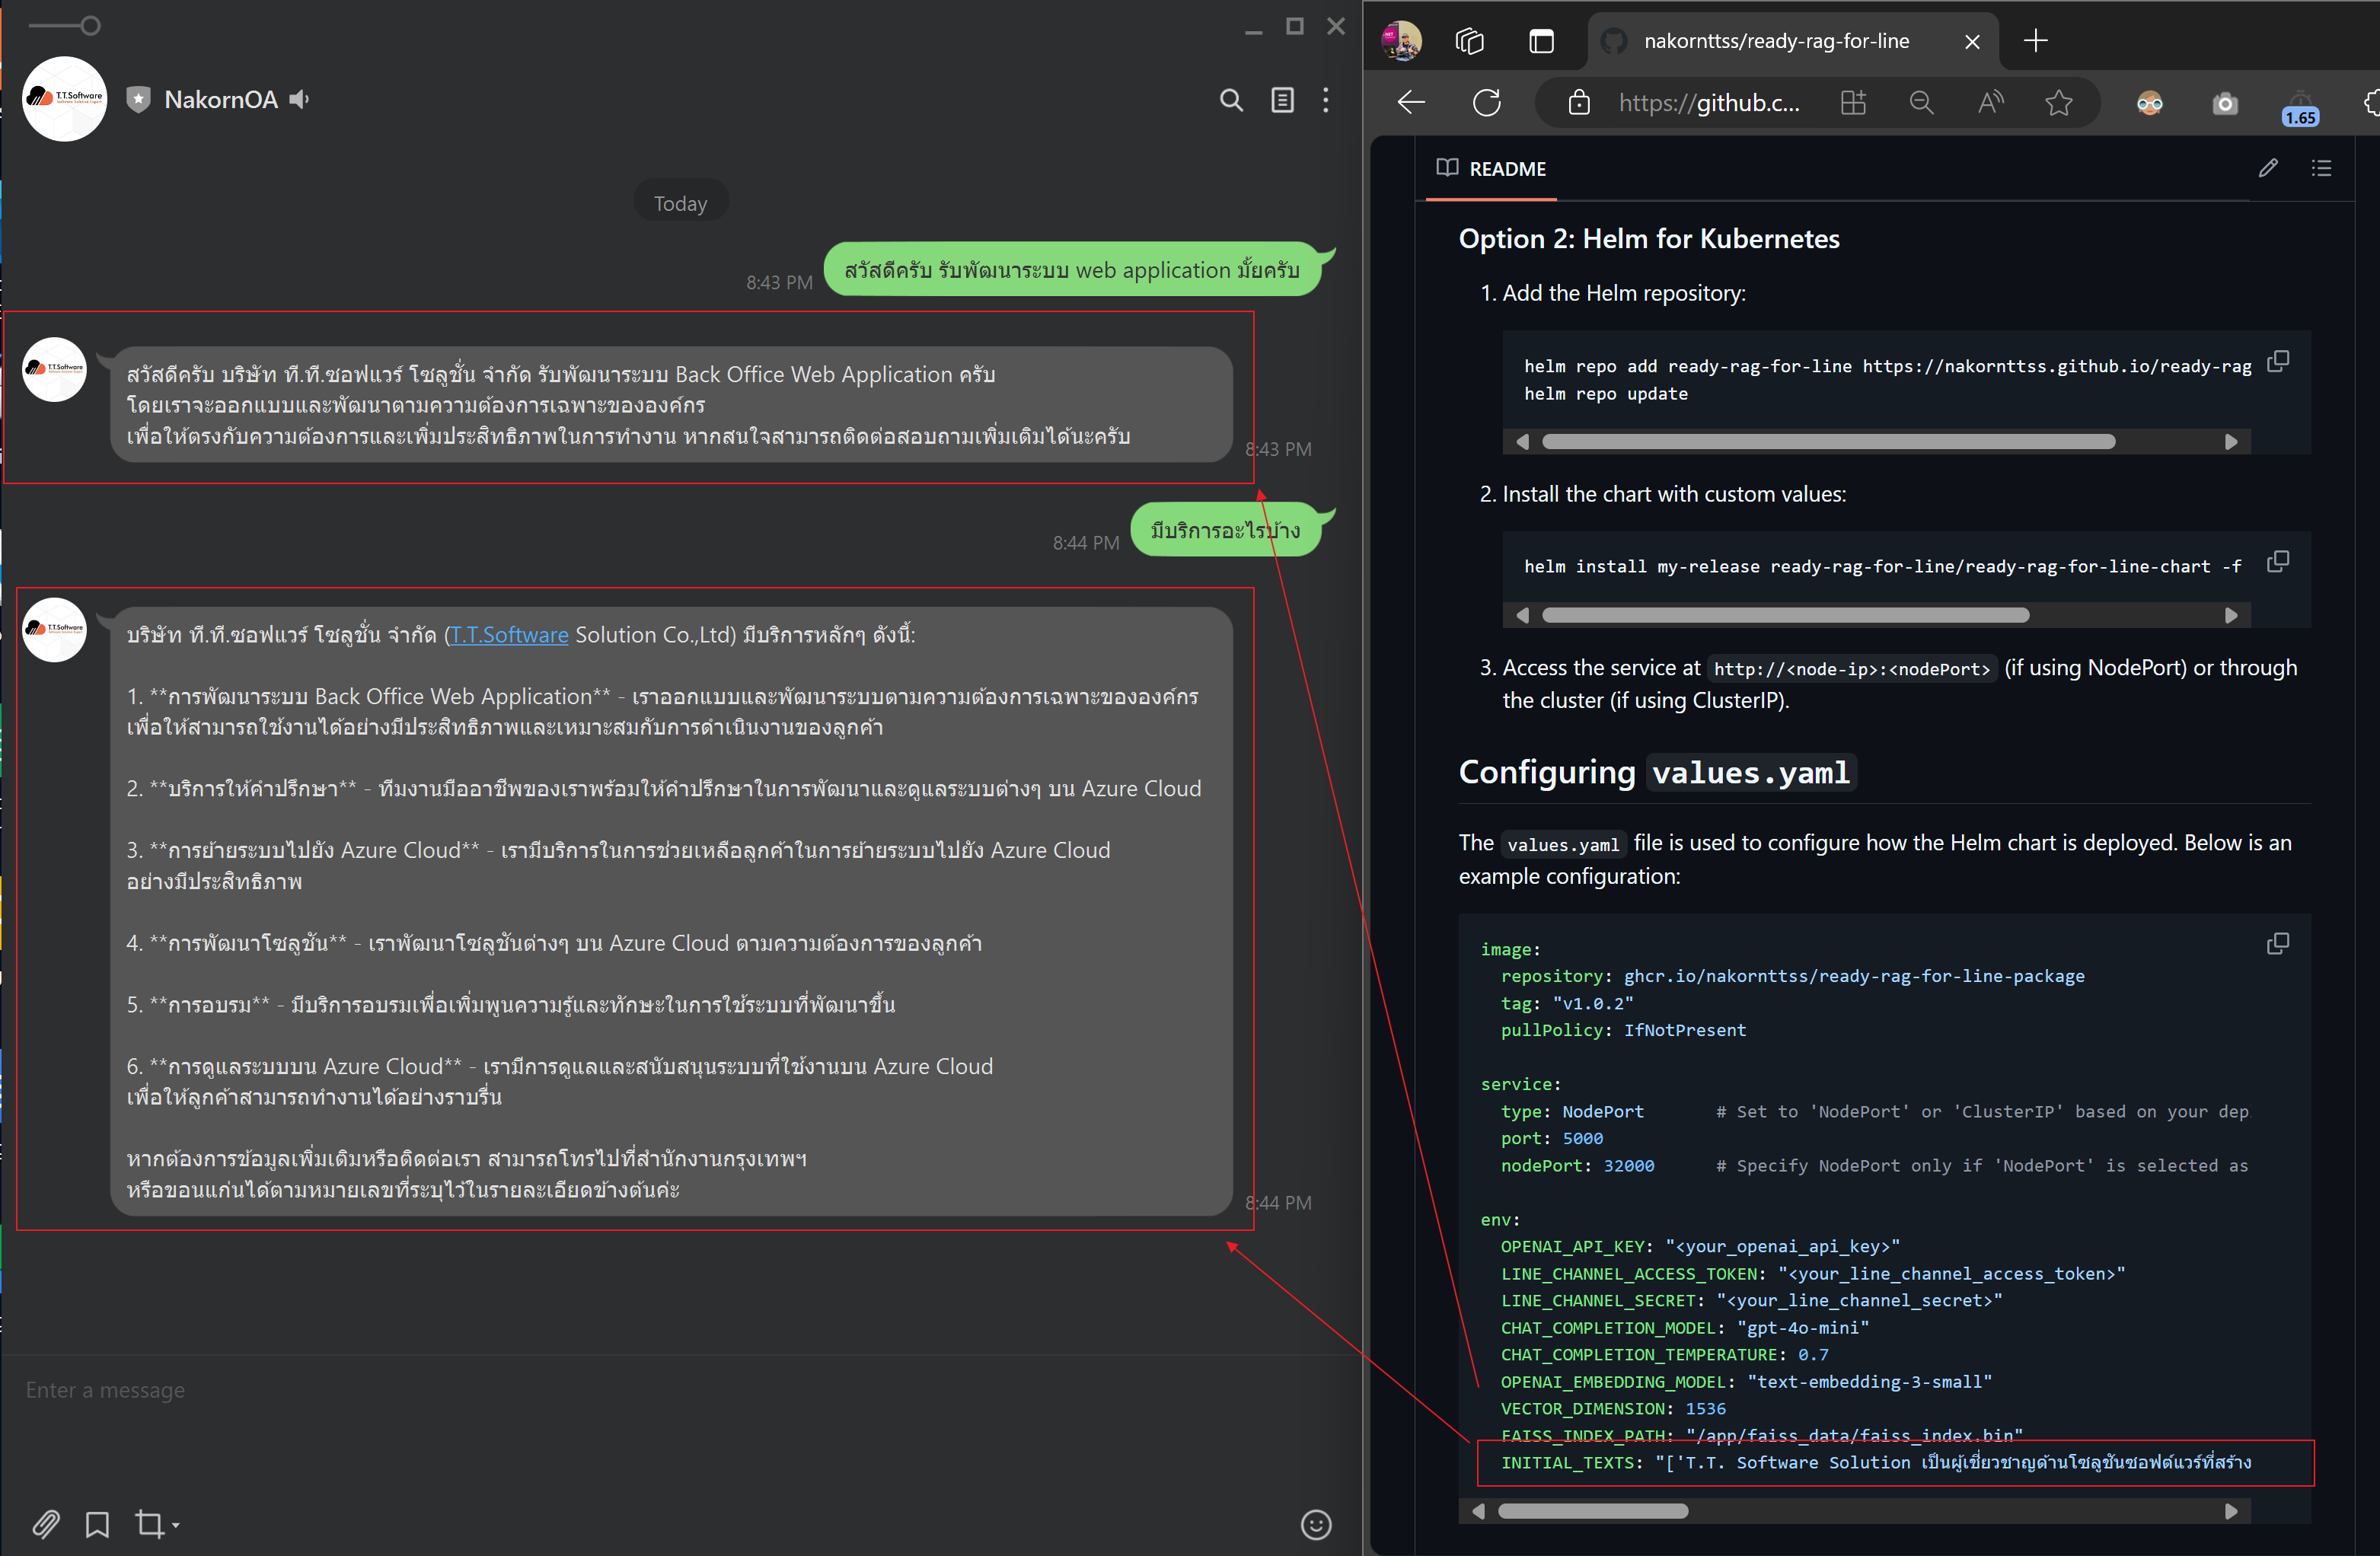 T.T.Software
NakornOA
Today
สวัสดีครับ รับพัฒนาระบบ web application มั้ยครับ
8:43 PM
T.T.Software
สวัสดีครับ บริษัท ที.ที.ซอฟแวร์ โซลูชั่น จำกัด รับพัฒนาระบบ Back Office Web Application ครับ
โดยเราจะออกแบบและพัฒนาตามความต้องการเฉพาะขององค์กร
เพื่อให้ตรงกับความต้องการและเพิ่มประสิทธิภาพในการทำงาน หากสนใจสามารถติดต่อสอบถามเพิ่มเติมได้นะครับ
8:43 PM
มีบริการอะไรบ้าง
8:44 PM
T.T.Software
บริษัท ที.ที.ซอฟแวร์ โซลูชั่น จำกัด (T.T.Software Solution Co.,Ltd) มีบริการหลักๆ ดังนี้:
1. **การพัฒนาระบบ Back Office Web Application** - เราออกแบบและพัฒนาระบบตามความต้องการเฉพาะขององค์กร
เพื่อให้สามารถใช้งานได้อย่างมีประสิทธิภาพและเหมาะสมกับการดำเนินงานของลูกค้า
2. **บริการให้คำปรึกษา** - ทีมงานมืออาชีพของเราพร้อมให้คำปรึกษาในการพัฒนาและดูแลระบบต่างๆ บน Azure Cloud
3. **การย้ายระบบไปยัง Azure Cloud** - เรามีบริการในการช่วยเหลือลูกค้าในการย้ายระบบไปยัง Azure Cloud
อย่างมีประสิทธิภาพ
4. **การพัฒนาโซลูชัน** - เราพัฒนาโซลูชันต่างๆ บน Azure Cloud ตามความต้องการของลูกค้า
5. **การอบรม** - มีบริการอบรมเพื่อเพิ่มพูนความรู้และทักษะในการใช้ระบบที่พัฒนาขึ้น
6. **การดูแลระบบบน Azure Cloud** - เรามีการดูแลและสนับสนุนระบบที่ใช้งานบน Azure Cloud
เพื่อให้ลูกค้าสามารถทำงานได้อย่างราบรื่น
หากต้องการข้อมูลเพิ่มเติมหรือติดต่อเรา สามารถโทรไปที่สำนักงานกรุงเทพฯ
หรือขอนแก่นได้ตามหมายเลขที่ระบุไว้ในรายละเอียดข้างต้นค่ะ
8:44 PM
Enter a message
nakornttss/ready-rag-for-line
https://github.c...
1.65
README
Option 2: Helm for Kubernetes
1. Add the Helm repository:
helm repo add ready-rag-for-line https://nakornttss.github.io/ready-rag
helm repo update
2. Install the chart with custom values:
helm install my-release ready-rag-for-line/ready-rag-for-line-chart -f
3. Access the service at http://<node-ip>:<nodePort> (if using NodePort) or through
the cluster (if using ClusterIP).
Configuring values.yaml
The values.yaml file is used to configure how the Helm chart is deployed. Below is an
example configuration:
image:
repository: ghcr.io/nakornttss/ready-rag-for-line-package
tag: "v1.0.2"
pullPolicy: IfNotPresent
service:
type: NodePort # Set to 'NodePort' or 'ClusterIP' based on your dep
port: 5000
nodePort: 32000 # Specify NodePort only if 'NodePort' is selected as
env:
OPENAI_API_KEY: "<your_openai_api_key>"
LINE_CHANNEL_ACCESS_TOKEN: "<your_line_channel_access_token>"
LINE_CHANNEL_SECRET: "<your_line_channel_secret>"
CHAT_COMPLETION_MODEL: "gpt-4o-mini"
CHAT_COMPLETION_TEMPERATURE: 0.7
OPENAI_EMBEDDING_MODEL: "text-embedding-3-small"
VECTOR_DIMENSION: 1536
FAISS_INDEX_PATH: "/app/faiss_data/faiss_index.bin"
INITIAL_TEXTS: "['T.T. Software Solution เป็นผู้เชี่ยวชาญด้านโซลูชันซอฟต์แวร์ที่สร้าง